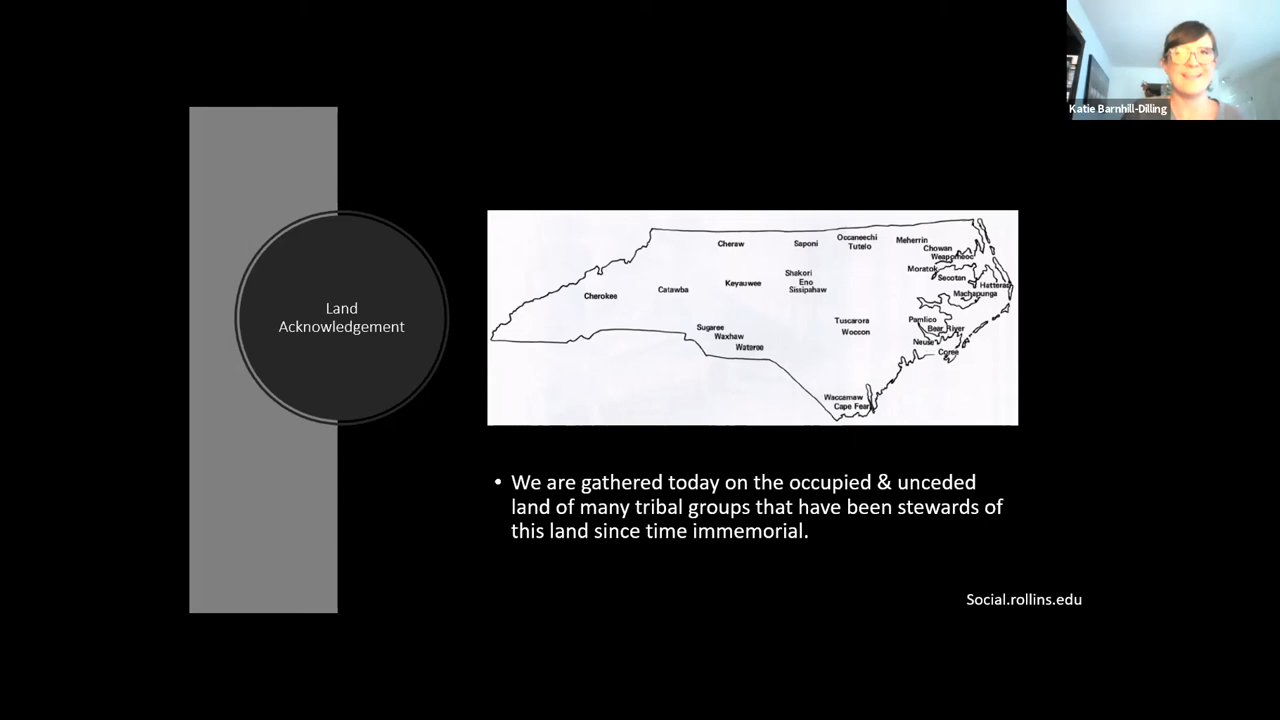 Katie Barnhill-Dilling
Land
Acknowledgement
Cheraw
Saponi
Occaneechi
Tutelo
Meherrin
Chowan
Weapomeoc
Moratok
Secotan
Hatteras
Machapunga
Shakori
Eno
Sissipahaw
Keyauwee
Catawba
Cherokee
Sugaree
Waxhaw
Wateree
Tuscarora
Woccon
Pamlico
Bear River
Neuse
Coree
Waccamaw
Cape Fear
• We are gathered today on the occupied & unceded
land of many tribal groups that have been stewards of
this land since time immemorial.
Social.rollins.edu